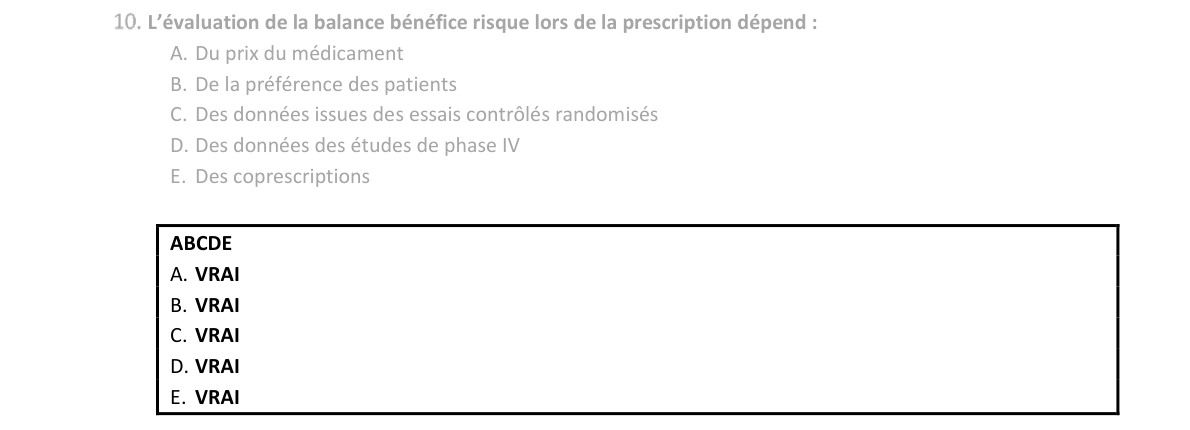 10. L’évaluation de la balance bénéfice risque lors de la prescription dépend :
A. Du prix du médicament
B. De la préférence des patients
C. Des données issues des essais contrôlés randomisés
D. Des données des études de phase IV
E. Des coprescriptions
ABCDE
A. VRAI
B. VRAI
C. VRAI
D. VRAI
E. VRAI